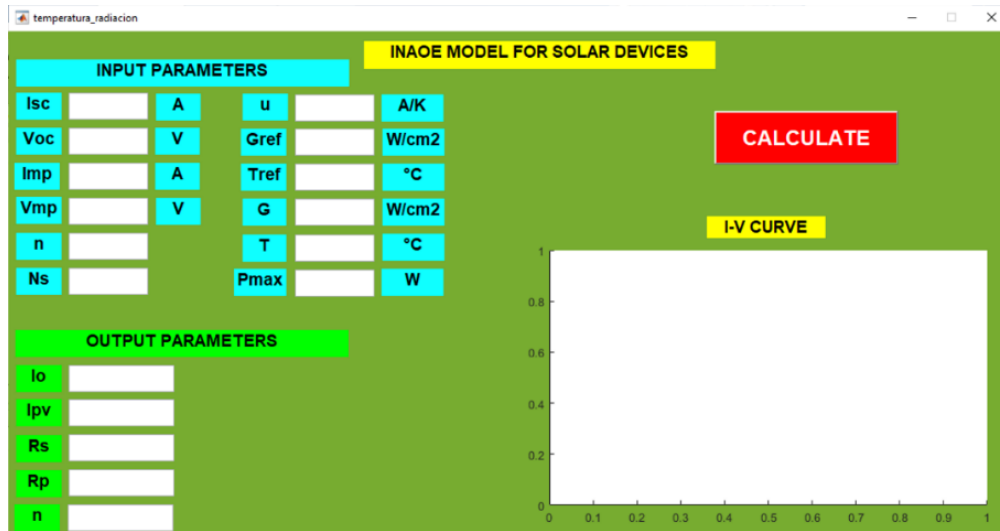 temperatura_radiacion
INAOE MODEL FOR SOLAR DEVICES
INPUT PARAMETERS
Isc A u A/K
Voc V Gref W/cm2
Imp A Tref °C
Vmp V G W/cm2
n T °C
Ns Pmax W
CALCULATE
I-V CURVE
1
0.8
0.6
0.4
0.2
0
0 0.1 0.2 0.3 0.4 0.5 0.6 0.7 0.8 0.9 1
OUTPUT PARAMETERS
Io
Ipv
Rs
Rp
n